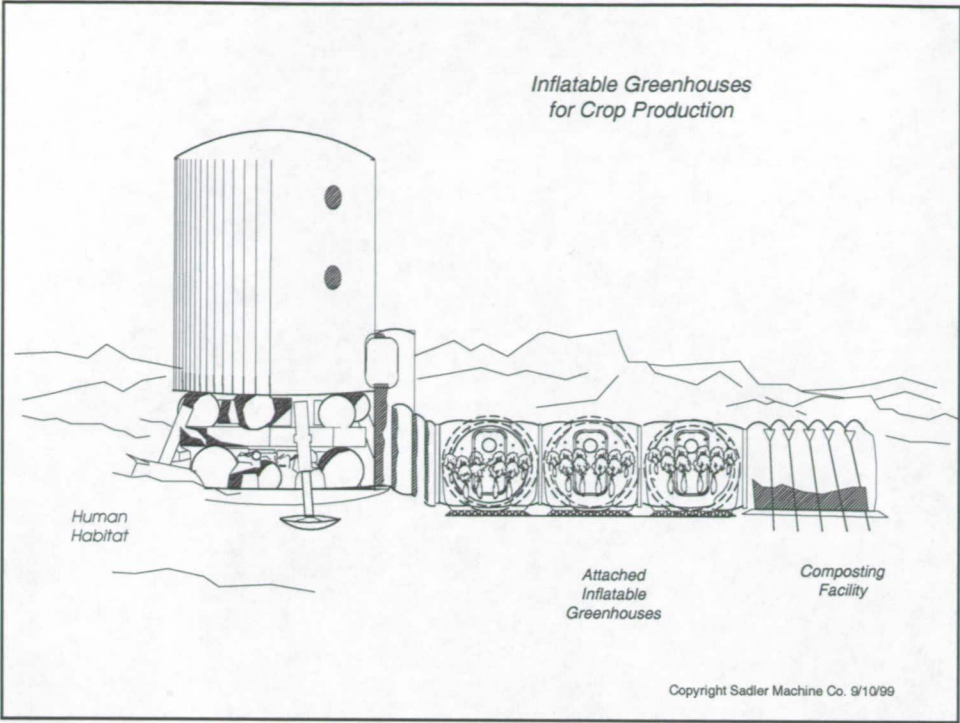 Inflatable Greenhouses
for Crop Production
Human
Habitat
Attached
Inflatable
Greenhouses
Composting
Facility
Copyright Sadler Machine Co. 9/10/99